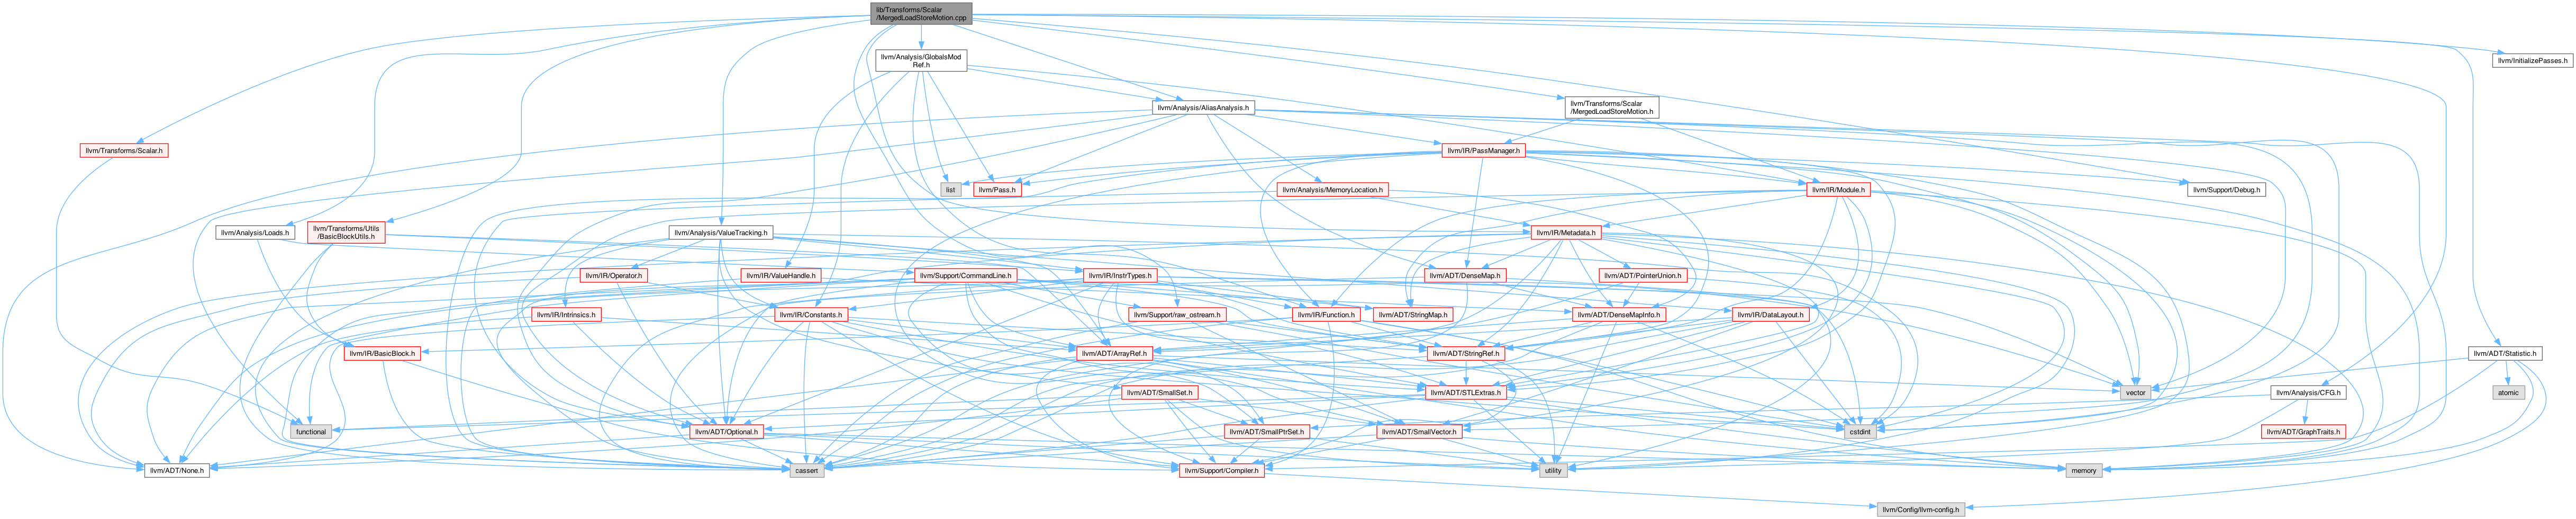 lib/Transforms/Scalar
/MergedLoadStoreMotion.cpp
llvm/Analysis/GlobalsMod
Ref.h
llvm/InitializePasses.h
llvm/Analysis/AliasAnalysis.h
llvm/Transforms/Scalar
/MergedLoadStoreMotion.h
llvm/Transforms/Scalar.h
llvm/IR/PassManager.h
list
llvm/Pass.h
llvm/Analysis/MemoryLocation.h
llvm/IR/Module.h
llvm/Support/Debug.h
llvm/Analysis/Loads.h
llvm/Transforms/Utils
/BasicBlockUtils.h
llvm/Analysis/ValueTracking.h
llvm/IR/Metadata.h
llvm/IR/Operator.h
llvm/IR/ValueHandle.h
llvm/Support/CommandLine.h
llvm/IR/InstrTypes.h
llvm/ADT/DenseMap.h
llvm/ADT/PointerUnion.h
llvm/IR/Intrinsics.h
llvm/IR/Constants.h
llvm/Support/raw_ostream.h
llvm/IR/Function.h
llvm/ADT/StringMap.h
llvm/ADT/DenseMapInfo.h
llvm/IR/DataLayout.h
llvm/IR/BasicBlock.h
llvm/ADT/ArrayRef.h
llvm/ADT/StringRef.h
llvm/ADT/Statistic.h
llvm/ADT/SmallSet.h
llvm/ADT/STLExtras.h
vector
llvm/Analysis/CFG.h
atomic
functional
llvm/ADT/Optional.h
llvm/ADT/SmallPtrSet.h
llvm/ADT/SmallVector.h
cstdint
llvm/ADT/GraphTraits.h
llvm/ADT/None.h
cassert
llvm/Support/Compiler.h
utility
memory
llvm/Config/llvm-config.h